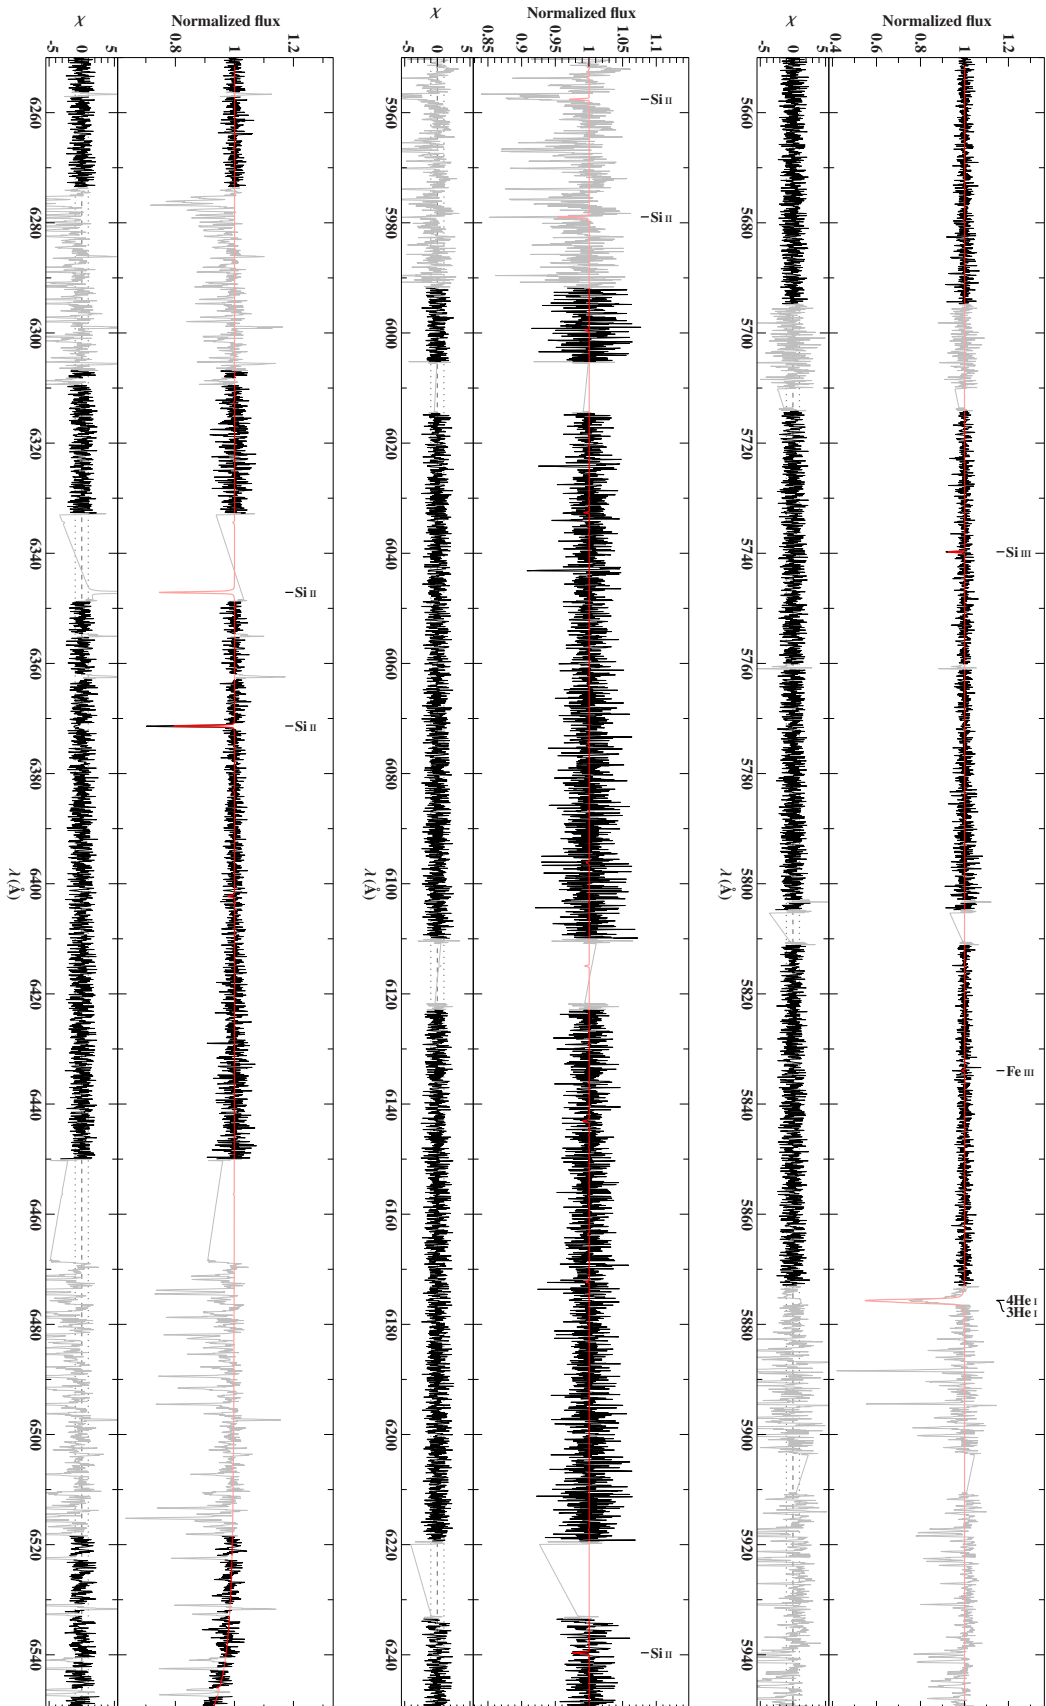 Si III
Fe III
4He I
3He I
Normalized flux
1.2
1
0.8
0.6
0.4
χ
5
0
-5
5660 5680 5700 5720 5740 5760 5780 5800 5820 5840 5860 5880 5900 5920 5940
λ (Å)
Si II
Si II
Si II
Normalized flux
1.1
1.05
1
0.95
0.9
0.85
χ
5
0
-5
5960 5980 6000 6020 6040 6060 6080 6100 6120 6140 6160 6180 6200 6220 6240
λ (Å)
Si II
Si II
Normalized flux
1.2
1
0.8
χ
5
0
-5
6260 6280 6300 6320 6340 6360 6380 6400 6420 6440 6460 6480 6500 6520 6540
λ (Å)